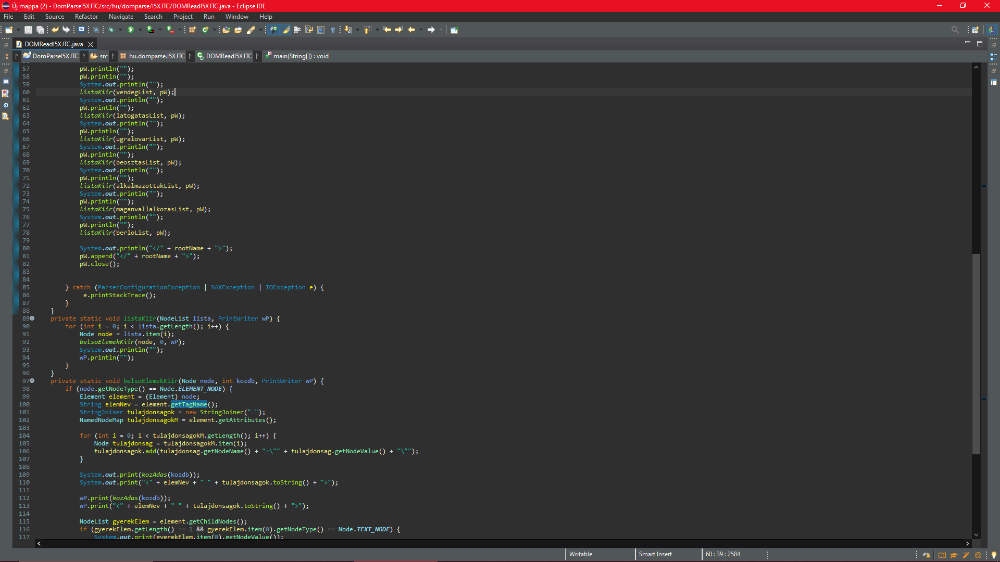 Új mappa (2) - DomParseI5XJTC/src/hu/domparse/I5XJTC/DOMReadI5XJTC.java - Eclipse IDE
File Edit Source Refactor Navigate Search Project Run Window Help
DOMReadI5XJTC.java
DomParseI5XJTC src hu.domparse.I5XJTC DOMReadI5XJTC main(String[]) : void
57 pW.println("");
58 pW.println("");
59 System.out.println("");
60 listaKiir(vendegList, pW);
61 System.out.println("");
62 pW.println("");
63 listaKiir(latogatasList, pW);
64 System.out.println("");
65 pW.println("");
66 listaKiir(ugralovarList, pW);
67 System.out.println("");
68 pW.println("");
69 listaKiir(beosztasList, pW);
70 System.out.println("");
71 pW.println("");
72 listaKiir(alkalmazottakList, pW);
73 System.out.println("");
74 pW.println("");
75 listaKiir(maganvallalkozasList, pW);
76 System.out.println("");
77 pW.println("");
78 listaKiir(berloList, pW);
79
80 System.out.println("</" + rootName + ">");
81 pW.append("</" + rootName + ">");
82 pW.close();
83
84
85 } catch (ParserConfigurationException | SAXException | IOException e) {
86 e.printStackTrace();
87 }
88 }
89 private static void listaKiir(NodeList lista, PrintWriter wP) {
90 for (int i = 0; i < lista.getLength(); i++) {
91 Node node = lista.item(i);
92 belsoElemekKiir(node, 0, wP);
93 System.out.println("");
94 wP.println("");
95 }
96 }
97 private static void belsoElemekKiir(Node node, int kozdb, PrintWriter wP) {
98 if (node.getNodeType() == Node.ELEMENT_NODE) {
99 Element element = (Element) node;
100 String elemNev = element.getTagName();
101 StringJoiner tulajdonsagok = new StringJoiner(" ");
102 NamedNodeMap tulajdonsagokM = element.getAttributes();
103
104 for (int i = 0; i < tulajdonsagokM.getLength(); i++) {
105 Node tulajdonsag = tulajdonsagokM.item(i);
106 tulajdonsagok.add(tulajdonsag.getNodeName() + "=\"" + tulajdonsag.getNodeValue() + "\"");
107 }
108
109 System.out.print(kozAdas(kozdb));
110 System.out.print("<" + elemNev + " " + tulajdonsagok.toString() + ">");
111
112 wP.print(kozAdas(kozdb));
113 wP.print("<" + elemNev + " " + tulajdonsagok.toString() + ">");
114
115 NodeList gyerekElem = element.getChildNodes();
116 if (gyerekElem.getLength() == 1 && gyerekElem.item(0).getNodeType() == Node.TEXT_NODE) {
117 System.out.print(gyerekElem.item(0).getNodeValue());
Writable Smart Insert 60 : 39 : 2584